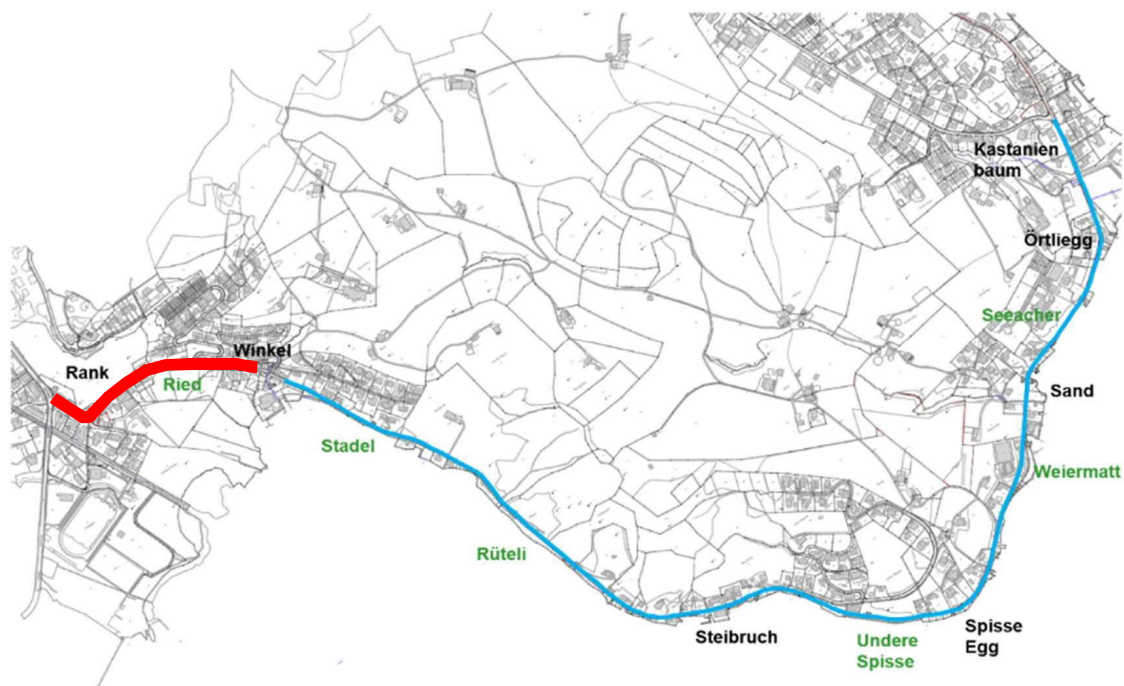 Kastanien
baum
Örtliegg
Seeacher
Winkel
Rank
Ried
Sand
Stadel
Weiermatt
Rüteli
Steibruch
Undere
Spisse
Spisse
Egg